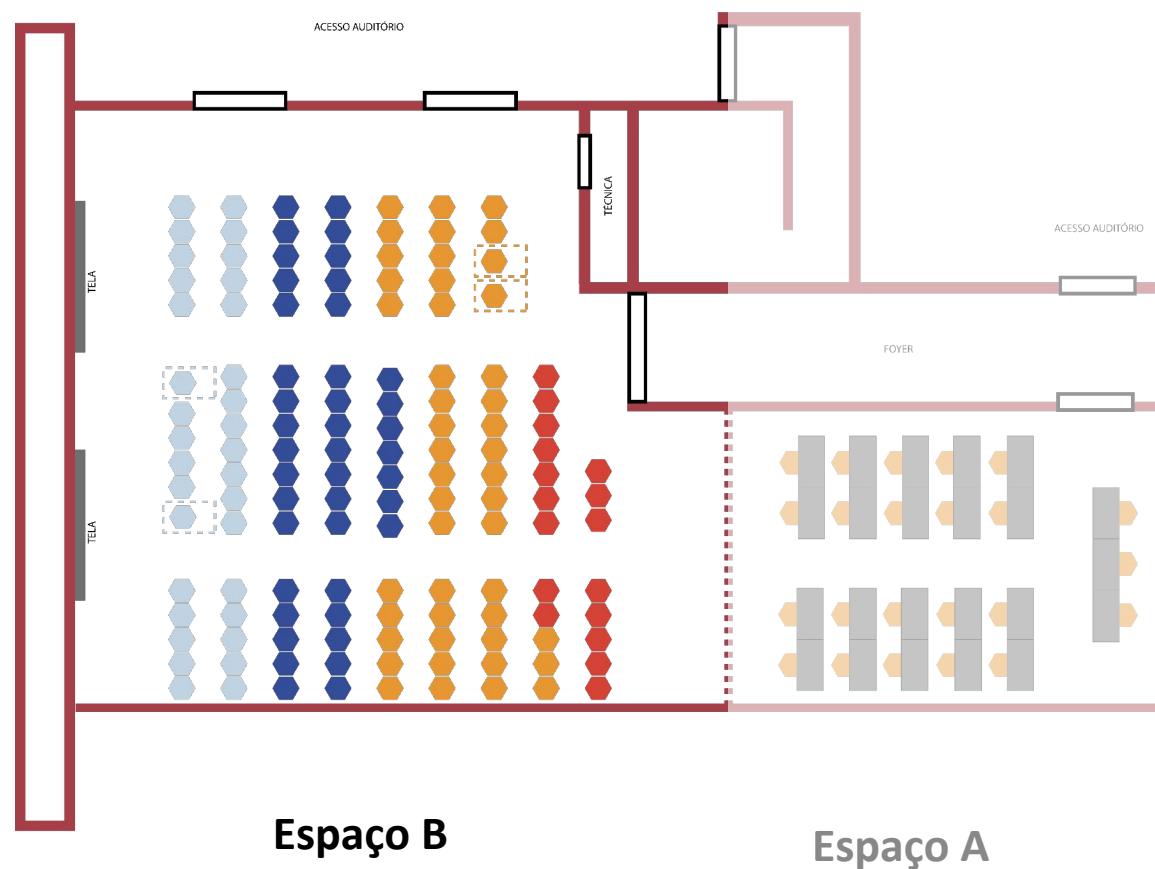 ACESSO AUDITÓRIO
TÉCNICA
ACESSO AUDITÓRIO
TELA
FOYER
TELA
Espaço B
Espaço A